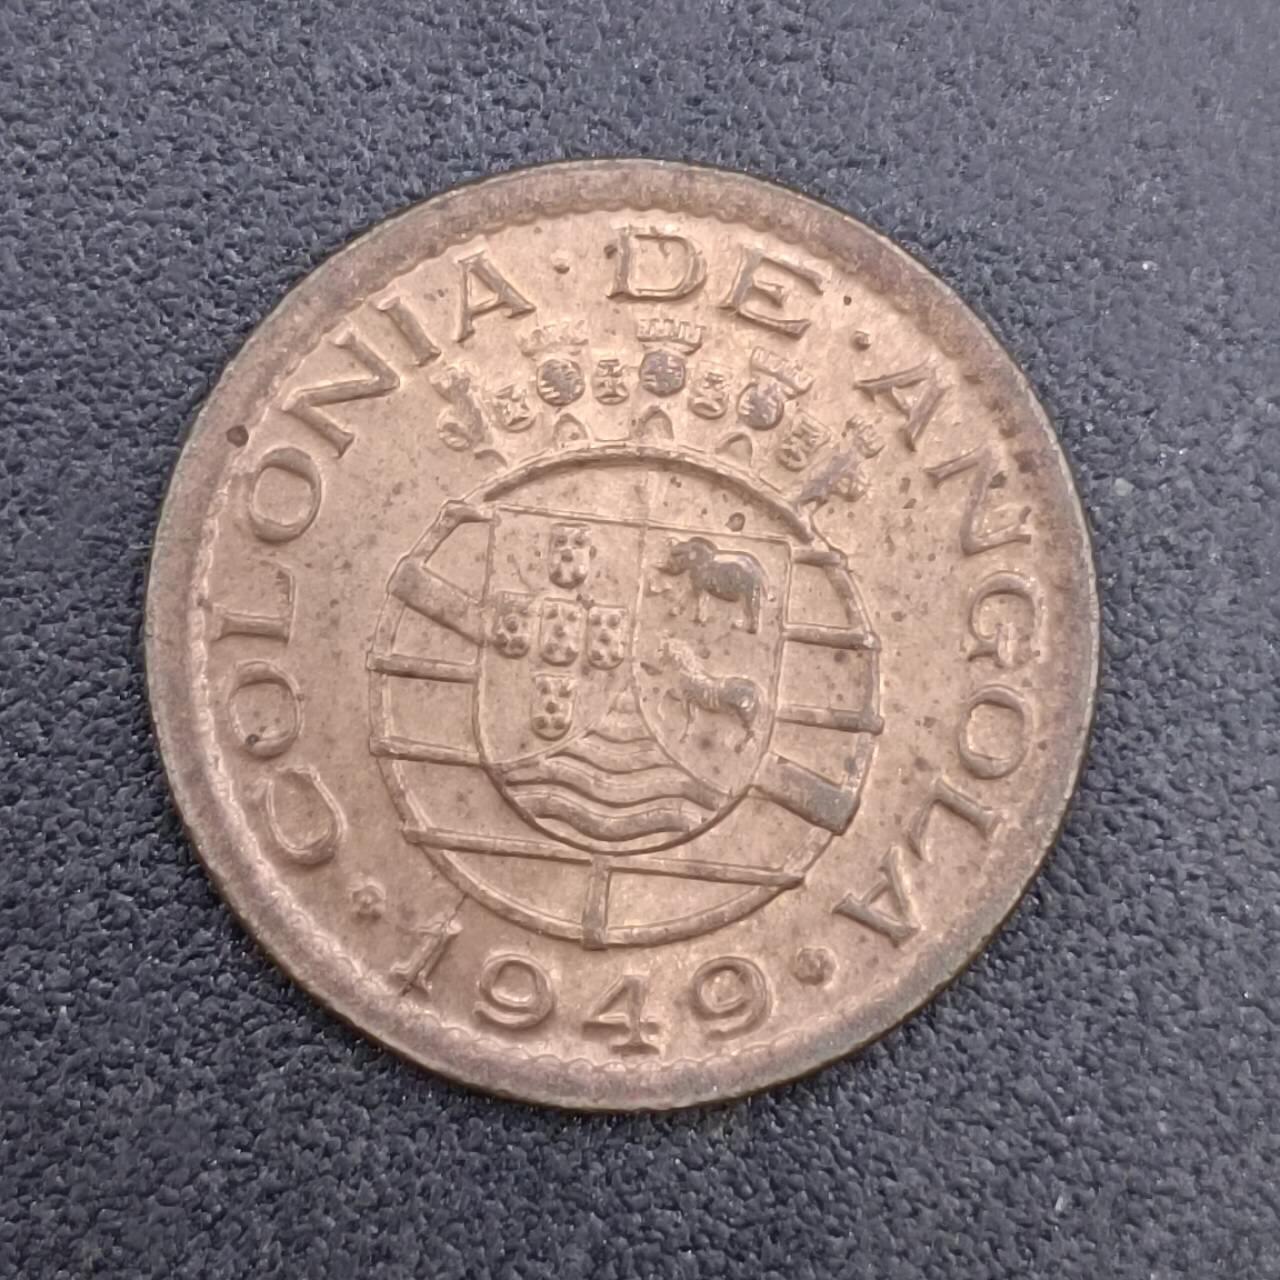 COLONIA · DE · ANGOLA
· 1949 ·